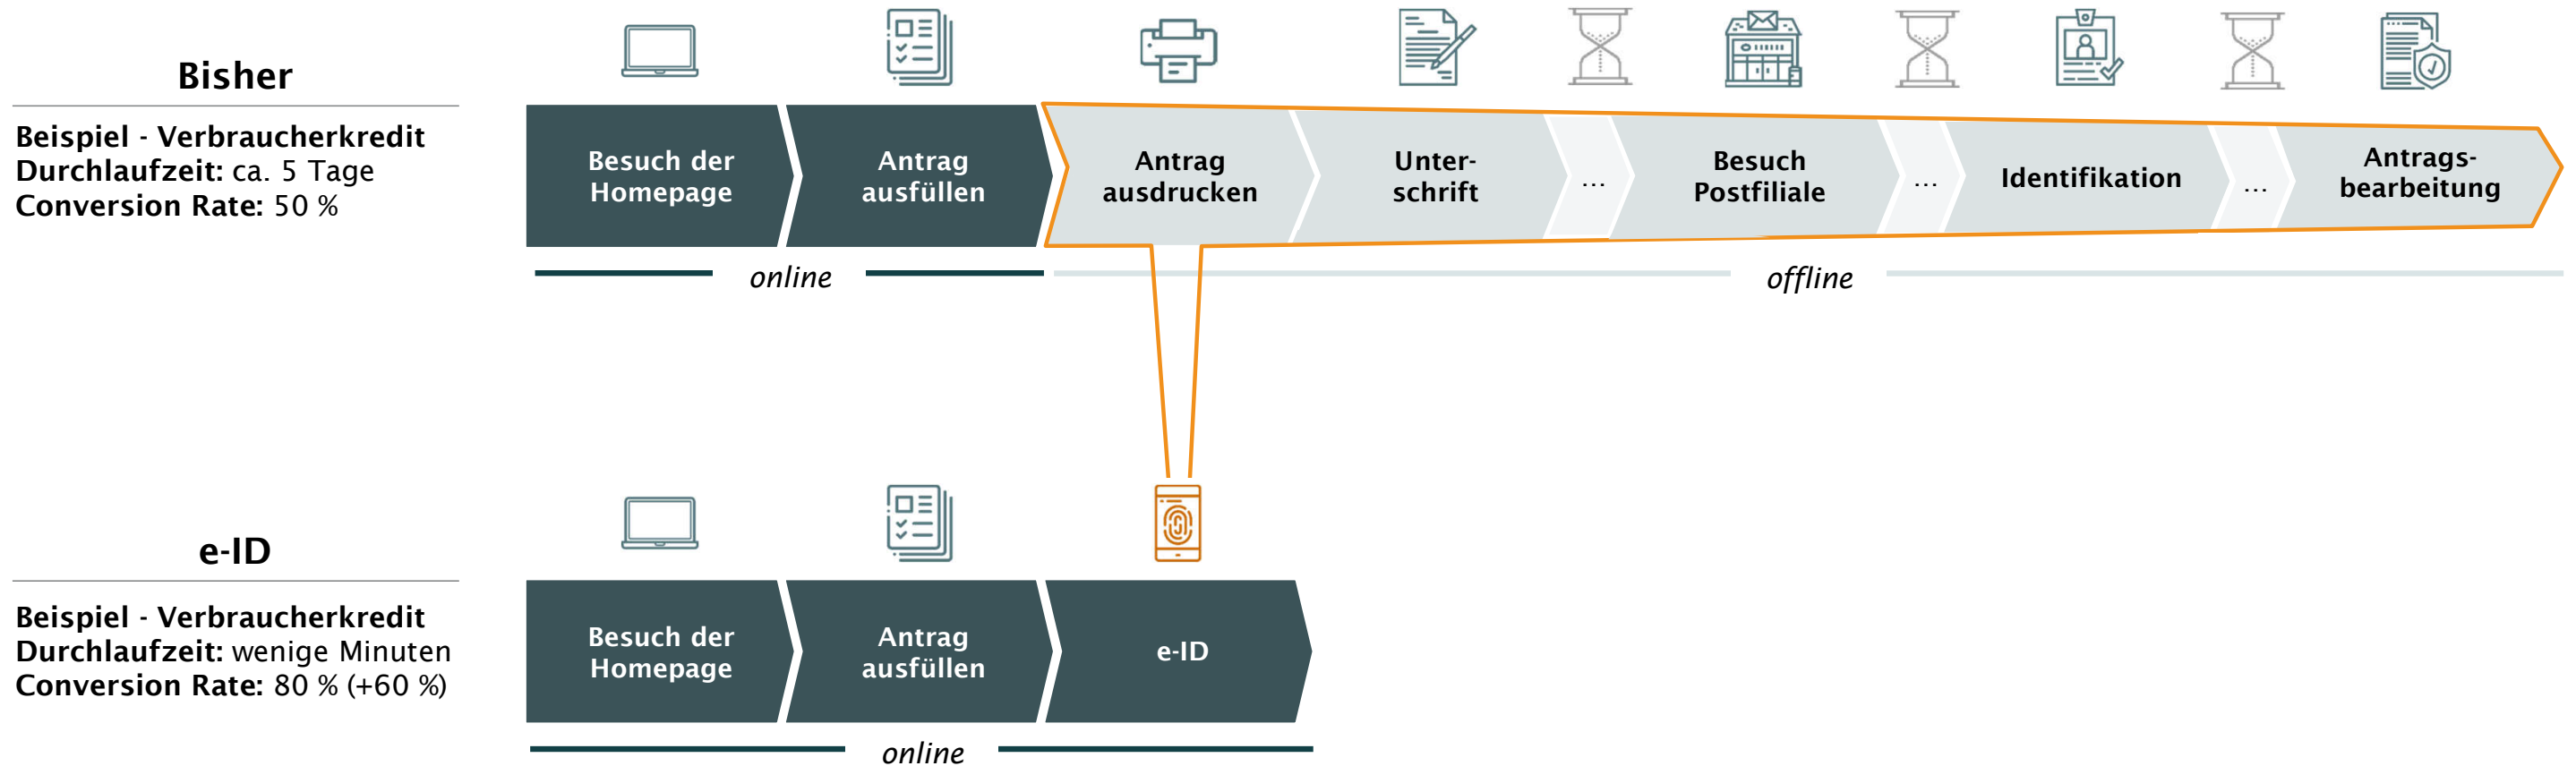 Bisher
Beispiel - Verbraucherkredit
Durchlaufzeit: ca. 5 Tage
Conversion Rate: 50 %
Besuch der
Homepage
Antrag
ausfüllen
Antrag
ausdrucken
Unter-
schrift
...
Besuch
Postfiliale
...
Identifikation
...
Antrags-
bearbeitung
online
offline
e-ID
Beispiel - Verbraucherkredit
Durchlaufzeit: wenige Minuten
Conversion Rate: 80 % (+60 %)
Besuch der
Homepage
Antrag
ausfüllen
e-ID
online